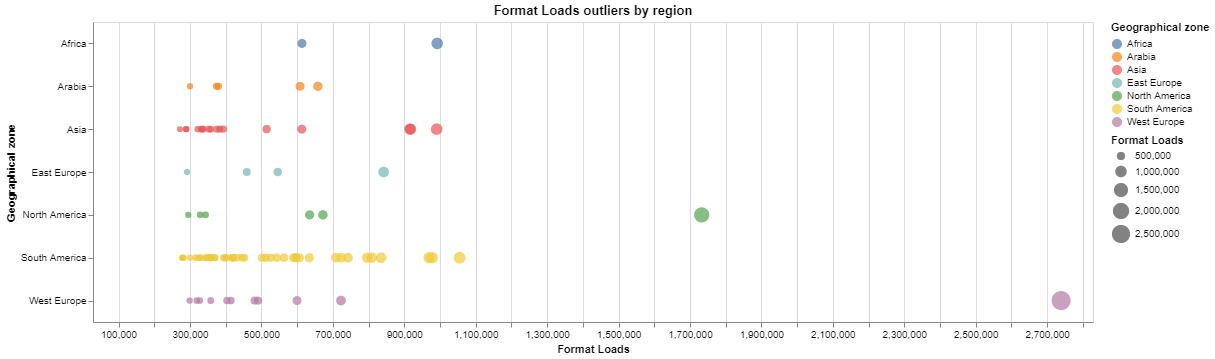 Format Loads outliers by region
Geographical zone
Africa
Arabia
Asia
East Europe
North America
South America
West Europe
100,000 300,000 500,000 700,000 900,000 1,100,000 1,300,000 1,500,000 1,700,000 1,900,000 2,100,000 2,300,000 2,500,000 2,700,000
Format Loads
Geographical zone
Africa
Arabia
Asia
East Europe
North America
South America
West Europe
Format Loads
500,000
1,000,000
1,500,000
2,000,000
2,500,000